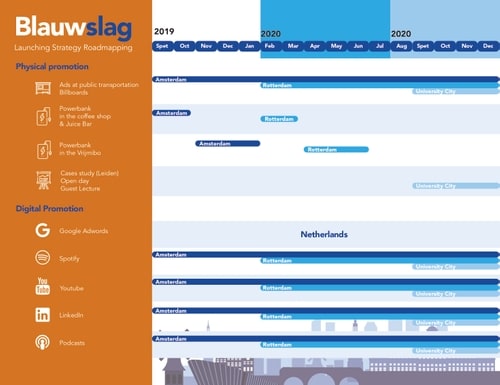 Blauwslag
Launching Strategy Roadmapping
2019
2020
2020
Spet Oct Nov Dec Jan Feb Mar Apr May Jun Jul Aug Spet Oct Nov Dec
Physical promotion
Ads at public transportation
Billboards
Amsterdam
Rotterdam
University City
Powerbank
in the coffee shop
& Juice Bar
Amsterdam
Rotterdam
Powerbank
in the Vrijmibo
Amsterdam
Rotterdam
Cases study (Leiden)
Open day
Guest Lecture
University City
Digital Promotion
Google Adwords
Netherlands
Spotify
Amsterdam
Rotterdam
University City
You
Tube
Youtube
Amsterdam
Rotterdam
University City
in
LinkedIn
Amsterdam
Rotterdam
University City
Podcasts
Amsterdam
Rotterdam
University City